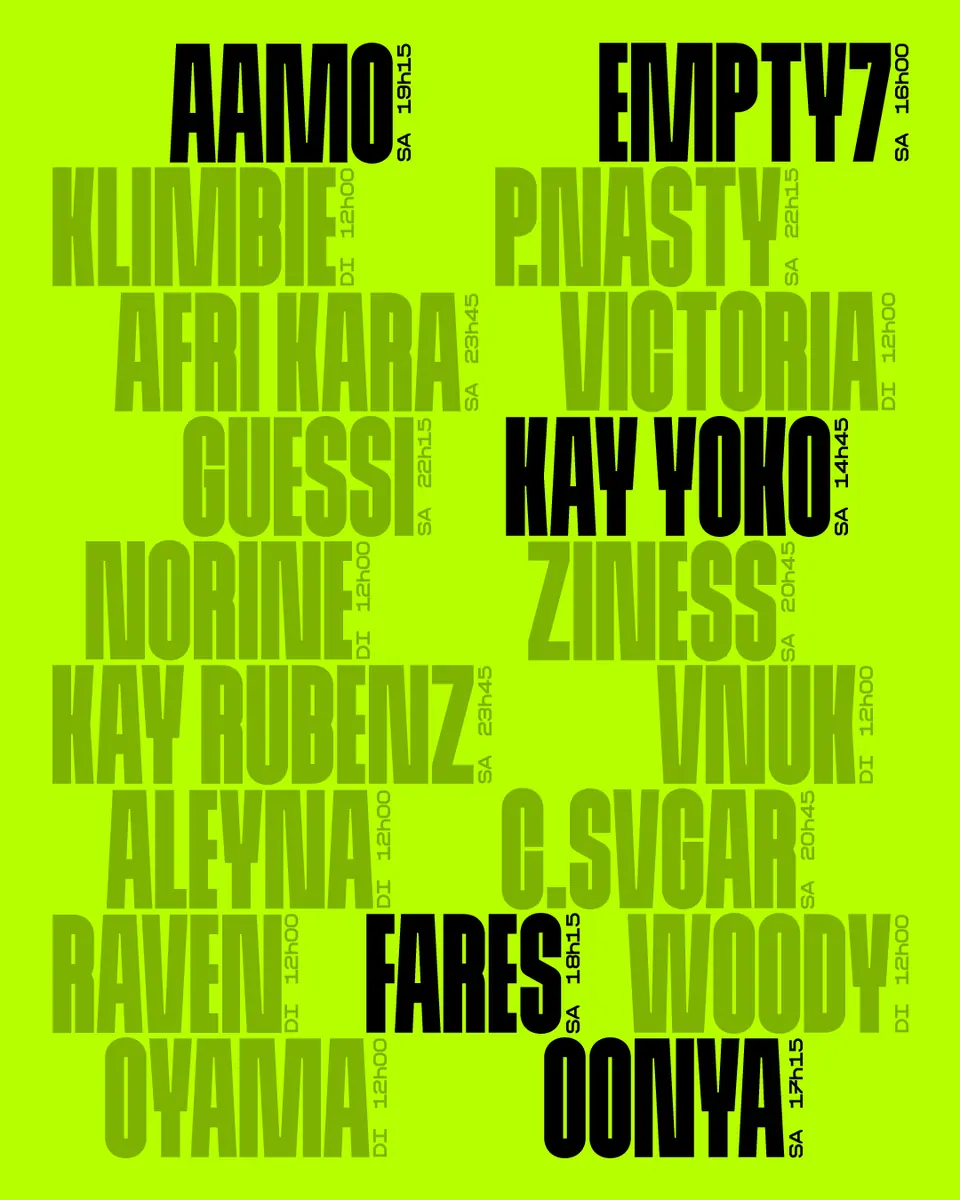 AAMO SA 19h15 EMPTY7 SA 16h00
KLIMBIE DI 12h00 P.NASTY SA 22h15
AFRI KARA SA 23h45 VICTORIA DI 12h00
GUESSI SA 22h15 KAY YOKO SA 14h45
NORINE DI 12h00 ZINESS SA 20h45
KAY RUBENZ SA 23h45 VNUK DI 12h00
ALEYNA DI 12h00 C.SVGAR SA 20h45
RAVEN DI 12h00 FARES SA 18h15 WOODY DI 12h00
OYAMA DI 12h00 OONYA SA 17h15